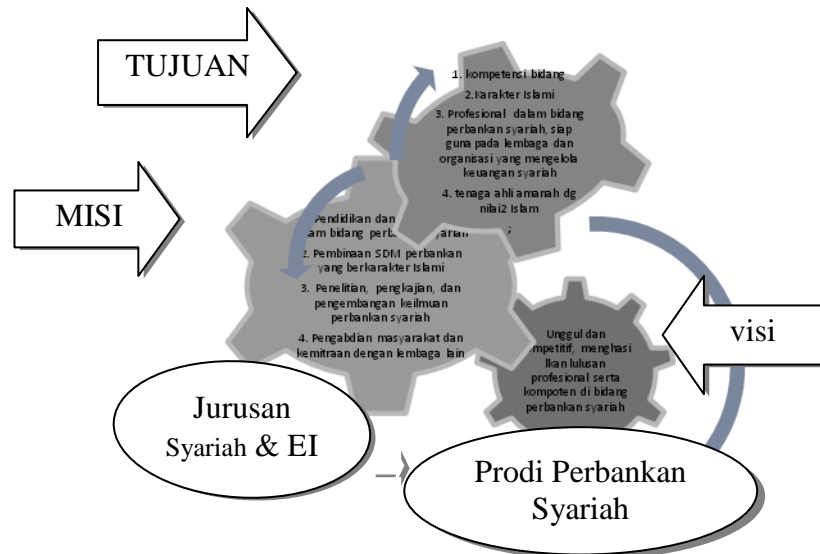 TUJUAN
1. kompetensi bidang
2.Karakter Islami
3. Profesional dalam bidang
perbankan syariah, siap
guna pada lembaga dan
organisasi yang mengelola
keuangan syariah
4. tenaga ahli amanah dg
nilai2 Islam
;
MISI
Pendidikan dan
bidang
2. Pembinaan SDM perbankan
yang berkarakter Islami
3. Penelitian, pengkajian, dan
pengembangan keilmuan
perbankan syariah
4. Pengabdian masyarakat dan
kemitraan dengan lembaga lain
visi
Unggul dan
menghasi
lkan lulusan
profesional serta
kompoten di bidang
perbankan syariah
Jurusan
Syariah & EI
Prodi Perbankan
Syariah